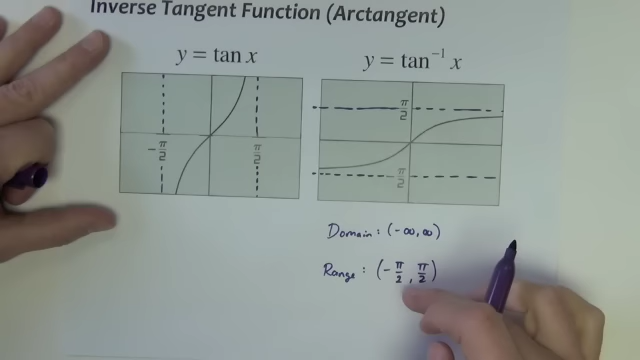 Inverse Tangent Function (Arctangent)
y = tan x
y = tan⁻¹ x
-π/2
π/2
π/2
-π/2
Domain: (-∞, ∞)
Range: (-π/2, π/2)